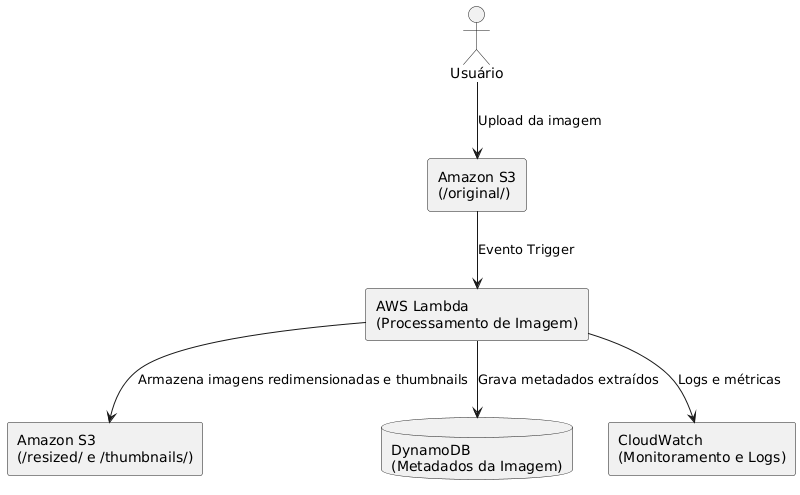 Usuário
Upload da imagem
Amazon S3
(/original/)
Evento Trigger
AWS Lambda
(Processamento de Imagem)
Armazena imagens redimensionadas e thumbnails
Grava metadados extraídos
Logs e métricas
Amazon S3
(/resized/ e /thumbnails/)
DynamoDB
(Metadados da Imagem)
CloudWatch
(Monitoramento e Logs)